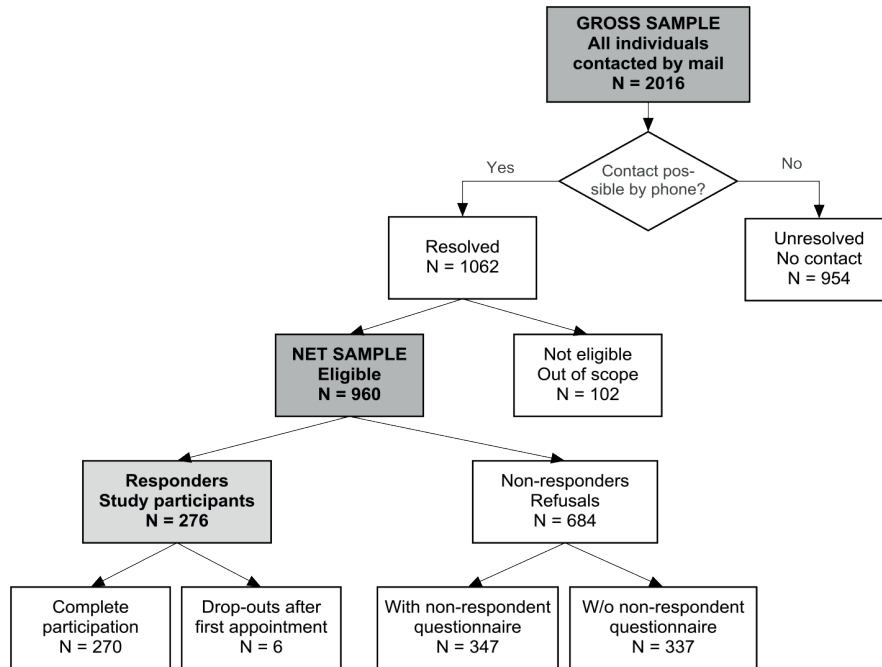 GROSS SAMPLE
All individuals
contacted by mail
N = 2016
Contact pos-
sible by phone?
Yes
No
Resolved
N = 1062
Unresolved
No contact
N = 954
NET SAMPLE
Eligible
N = 960
Not eligible
Out of scope
N = 102
Responders
Study participants
N = 276
Non-responders
Refusals
N = 684
Complete
participation
N = 270
Drop-outs after
first appointment
N = 6
With non-respondent
questionnaire
N = 347
W/o non-respondent
questionnaire
N = 337